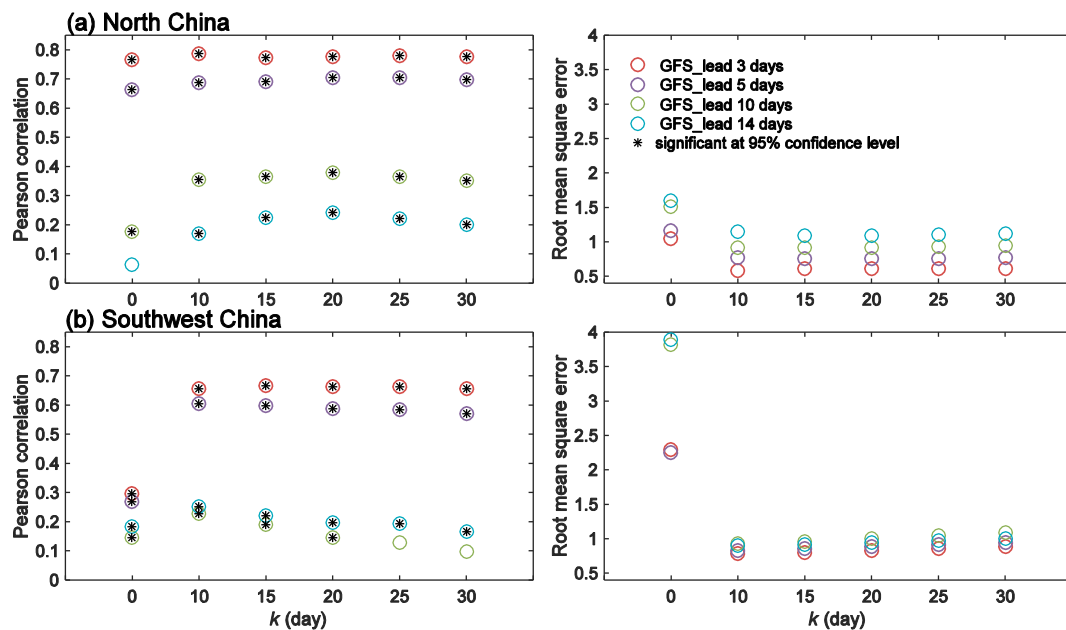 (a) North China
Pearson correlation
0.8
0.7
0.6
0.5
0.4
0.3
0.2
0.1
0
0 10 15 20 25 30
Root mean square error
4
3.5
3
2.5
2
1.5
1
0.5
GFS_lead 3 days
GFS_lead 5 days
GFS_lead 10 days
GFS_lead 14 days
* significant at 95% confidence level
0 10 15 20 25 30
(b) Southwest China
Pearson correlation
0.8
0.7
0.6
0.5
0.4
0.3
0.2
0.1
0
0 10 15 20 25 30
k (day)
Root mean square error
4
3.5
3
2.5
2
1.5
1
0.5
0 10 15 20 25 30
k (day)